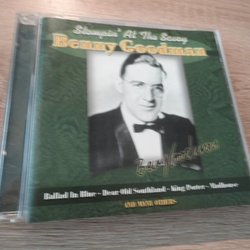 Stompin' At The Savoy
Benny Goodman
Ballad In Blue - Dear Old Southland - King Porter - Madhouse
AND MANY OTHERS